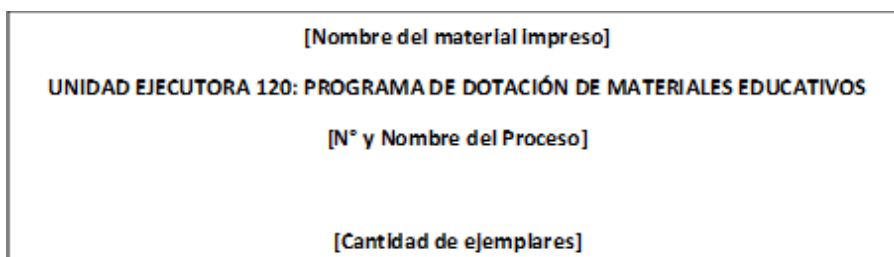 [Nombre del material impreso]
UNIDAD EJECUTORA 120: PROGRAMA DE DOTACIÓN DE MATERIALES EDUCATIVOS
[N° y Nombre del Proceso]
[Cantidad de ejemplares]